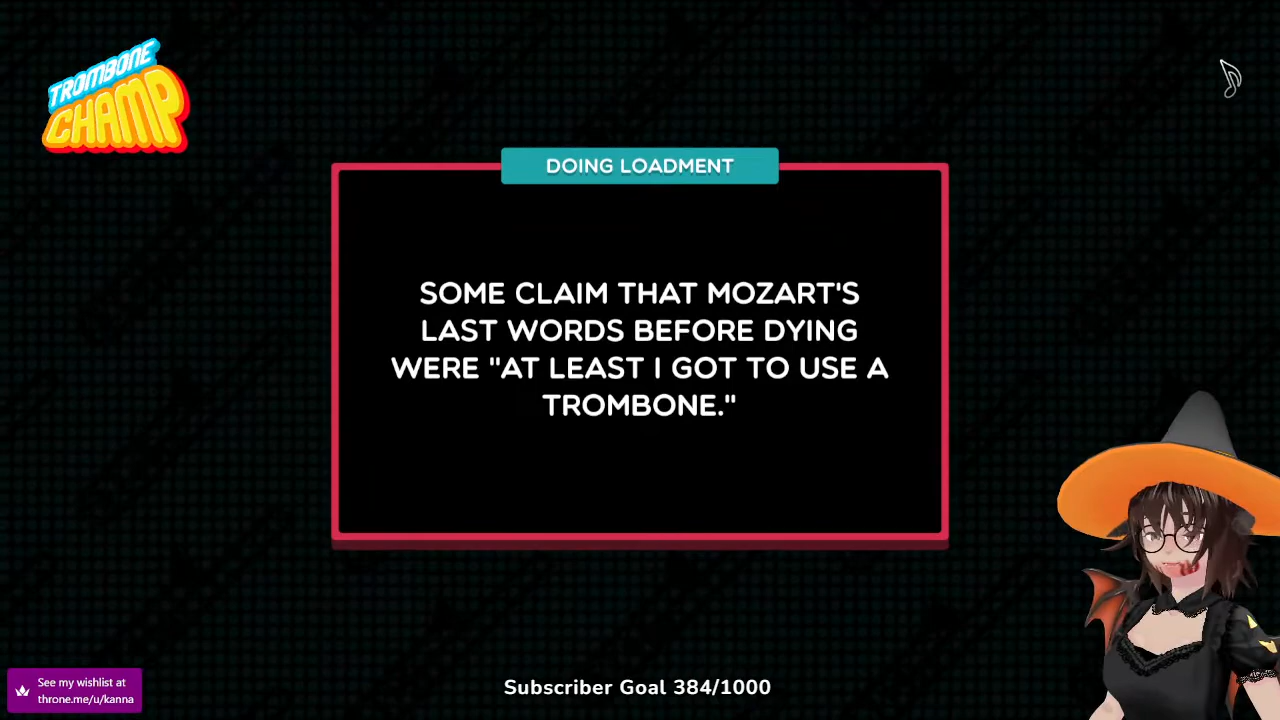 TROMBONE
CHAMP
DOING LOADMENT
SOME CLAIM THAT MOZART'S
LAST WORDS BEFORE DYING
WERE "AT LEAST I GOT TO USE A
TROMBONE."
See my wishlist at
throne.me/u/kanna
Subscriber Goal 384/1000